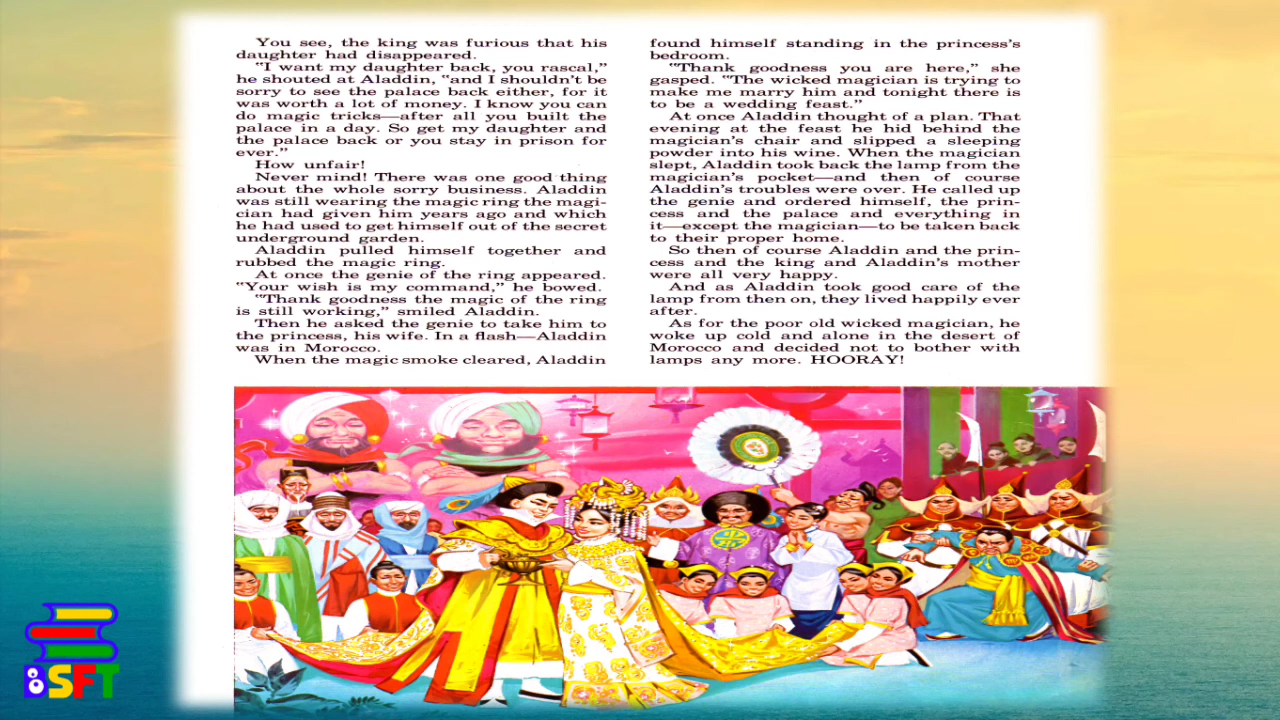 You see, the king was furious that his
daughter had disappeared.
"I want my daughter back, you rascal,"
he shouted at Aladdin, "and I shouldn't be
sorry to see the palace back either, for it
was worth a lot of money. I know you can
do magic tricks—after all you built the
palace in a day. So get my daughter and
the palace back or you stay in prison for
ever."
How unfair!
Never mind! There was one good thing
about the whole sorry business. Aladdin
was still wearing the magic ring the magi-
cian had given him years ago and which
he had used to get himself out of the secret
underground garden.
Aladdin pulled himself together and
rubbed the magic ring.
At once the genie of the ring appeared.
"Your wish is my command," he bowed.
"Thank goodness the magic of the ring
is still working," smiled Aladdin.
Then he asked the genie to take him to
the princess, his wife. In a flash—Aladdin
was in Morocco.
When the magic smoke cleared, Aladdin
found himself standing in the princess's
bedroom.
"Thank goodness you are here," she
gasped. "The wicked magician is trying to
make me marry him and tonight there is
to be a wedding feast."
At once Aladdin thought of a plan. That
evening at the feast he hid behind the
magician's chair and slipped a sleeping
powder into his wine. When the magician
slept, Aladdin took back the lamp from the
magician's pocket—and then of course
Aladdin's troubles were over. He called up
the genie and ordered himself, the prin-
cess and the palace and everything in
it—except the magician—to be taken back
to their proper home.
So then of course Aladdin and the prin-
cess and the king and Aladdin's mother
were all very happy.
And as Aladdin took good care of the
lamp from then on, they lived happily ever
after.
As for the poor old wicked magician, he
woke up cold and alone in the desert of
Morocco and decided not to bother with
lamps any more. HOORAY!
SFT